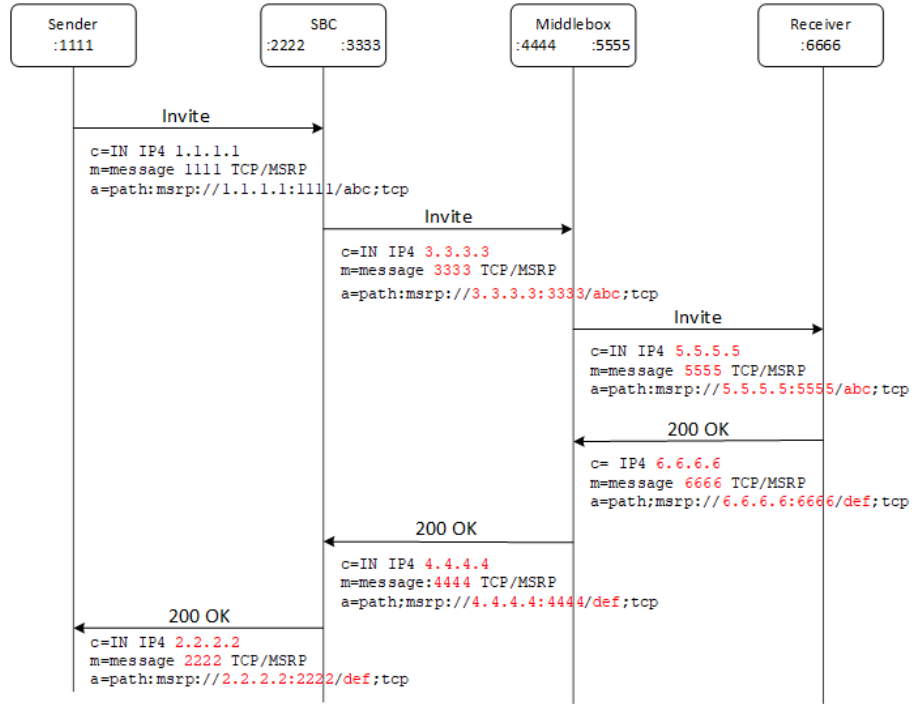 Sender
:1111
SBC
:2222 :3333
Middlebox
:4444 :5555
Receiver
:6666
Invite
c=IN IP4 1.1.1.1
m=message 1111 TCP/MSRP
a=path:msrp://1.1.1.1:1111/abc;tcp
Invite
c=IN IP4 3.3.3.3
m=message 3333 TCP/MSRP
a=path:msrp://3.3.3.3:3333/abc;tcp
Invite
c=IN IP4 5.5.5.5
m=message 5555 TCP/MSRP
a=path:msrp://5.5.5.5:5555/abc;tcp
200 OK
c= IP4 6.6.6.6
m=message 6666 TCP/MSRP
a=path;msrp://6.6.6.6:6666/def;tcp
200 OK
c=IN IP4 4.4.4.4
m=message:4444 TCP/MSRP
a=path;msrp://4.4.4.4:4444/def;tcp
200 OK
c=IN IP4 2.2.2.2
m=message 2222 TCP/MSRP
a=path:msrp://2.2.2.2:2222/def;tcp